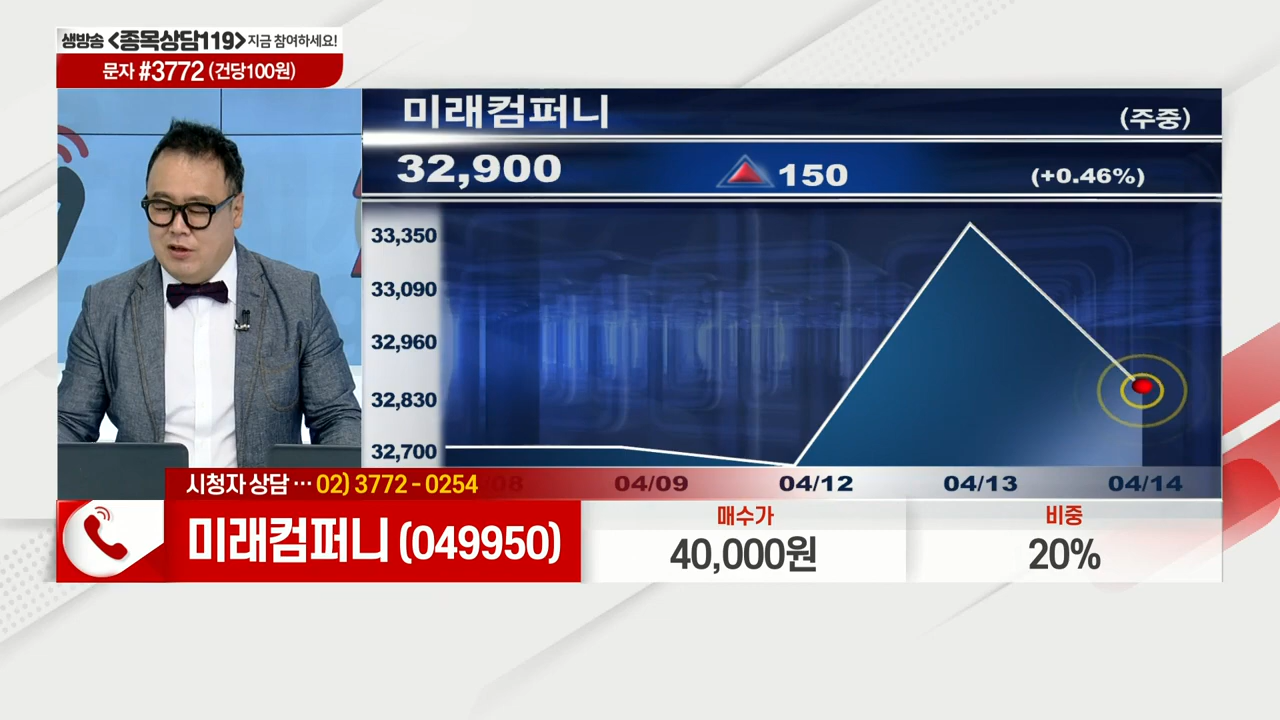 생방송 <종목상담119> 지금 참여하세요!
문자 #3772 (건당100원)
미래컴퍼니 (주중)
32,900 150 (+0.46%)
33,350
33,090
32,960
32,830
32,700
08 04/09 04/12 04/13 04/14
시청자 상담 ··· 02) 3772 - 0254
미래컴퍼니 (049950)
매수가 비중
40,000원 20%